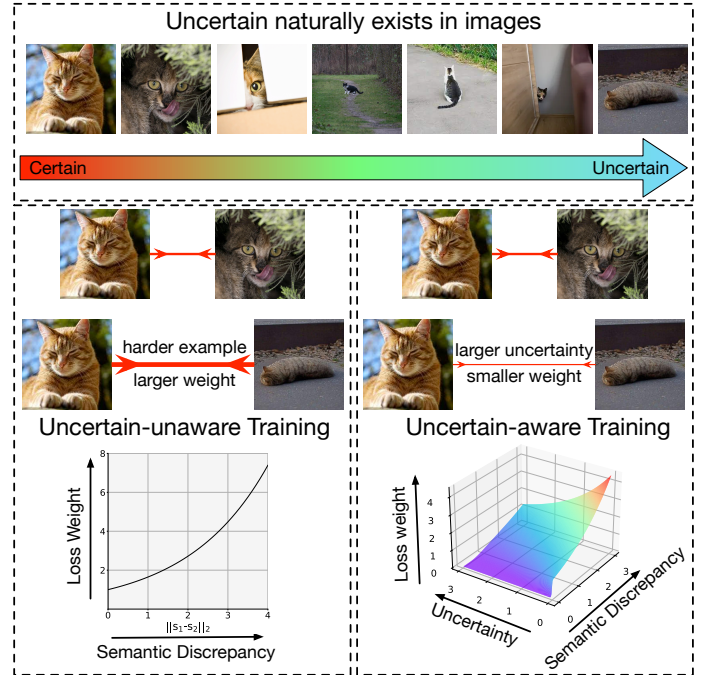 Uncertain naturally exists in images
Certain
Uncertain
harder example
larger weight
Uncertain-unaware Training
8
6
4
2
0
1
2
3
4
Loss Weight
||s₁-s₂||₂
Semantic Discrepancy
larger uncertainty
smaller weight
Uncertain-aware Training
4
3
2
1
0
Loss weight
3
2
1
0
Uncertainty
0
1
2
3
Semantic Discrepancy